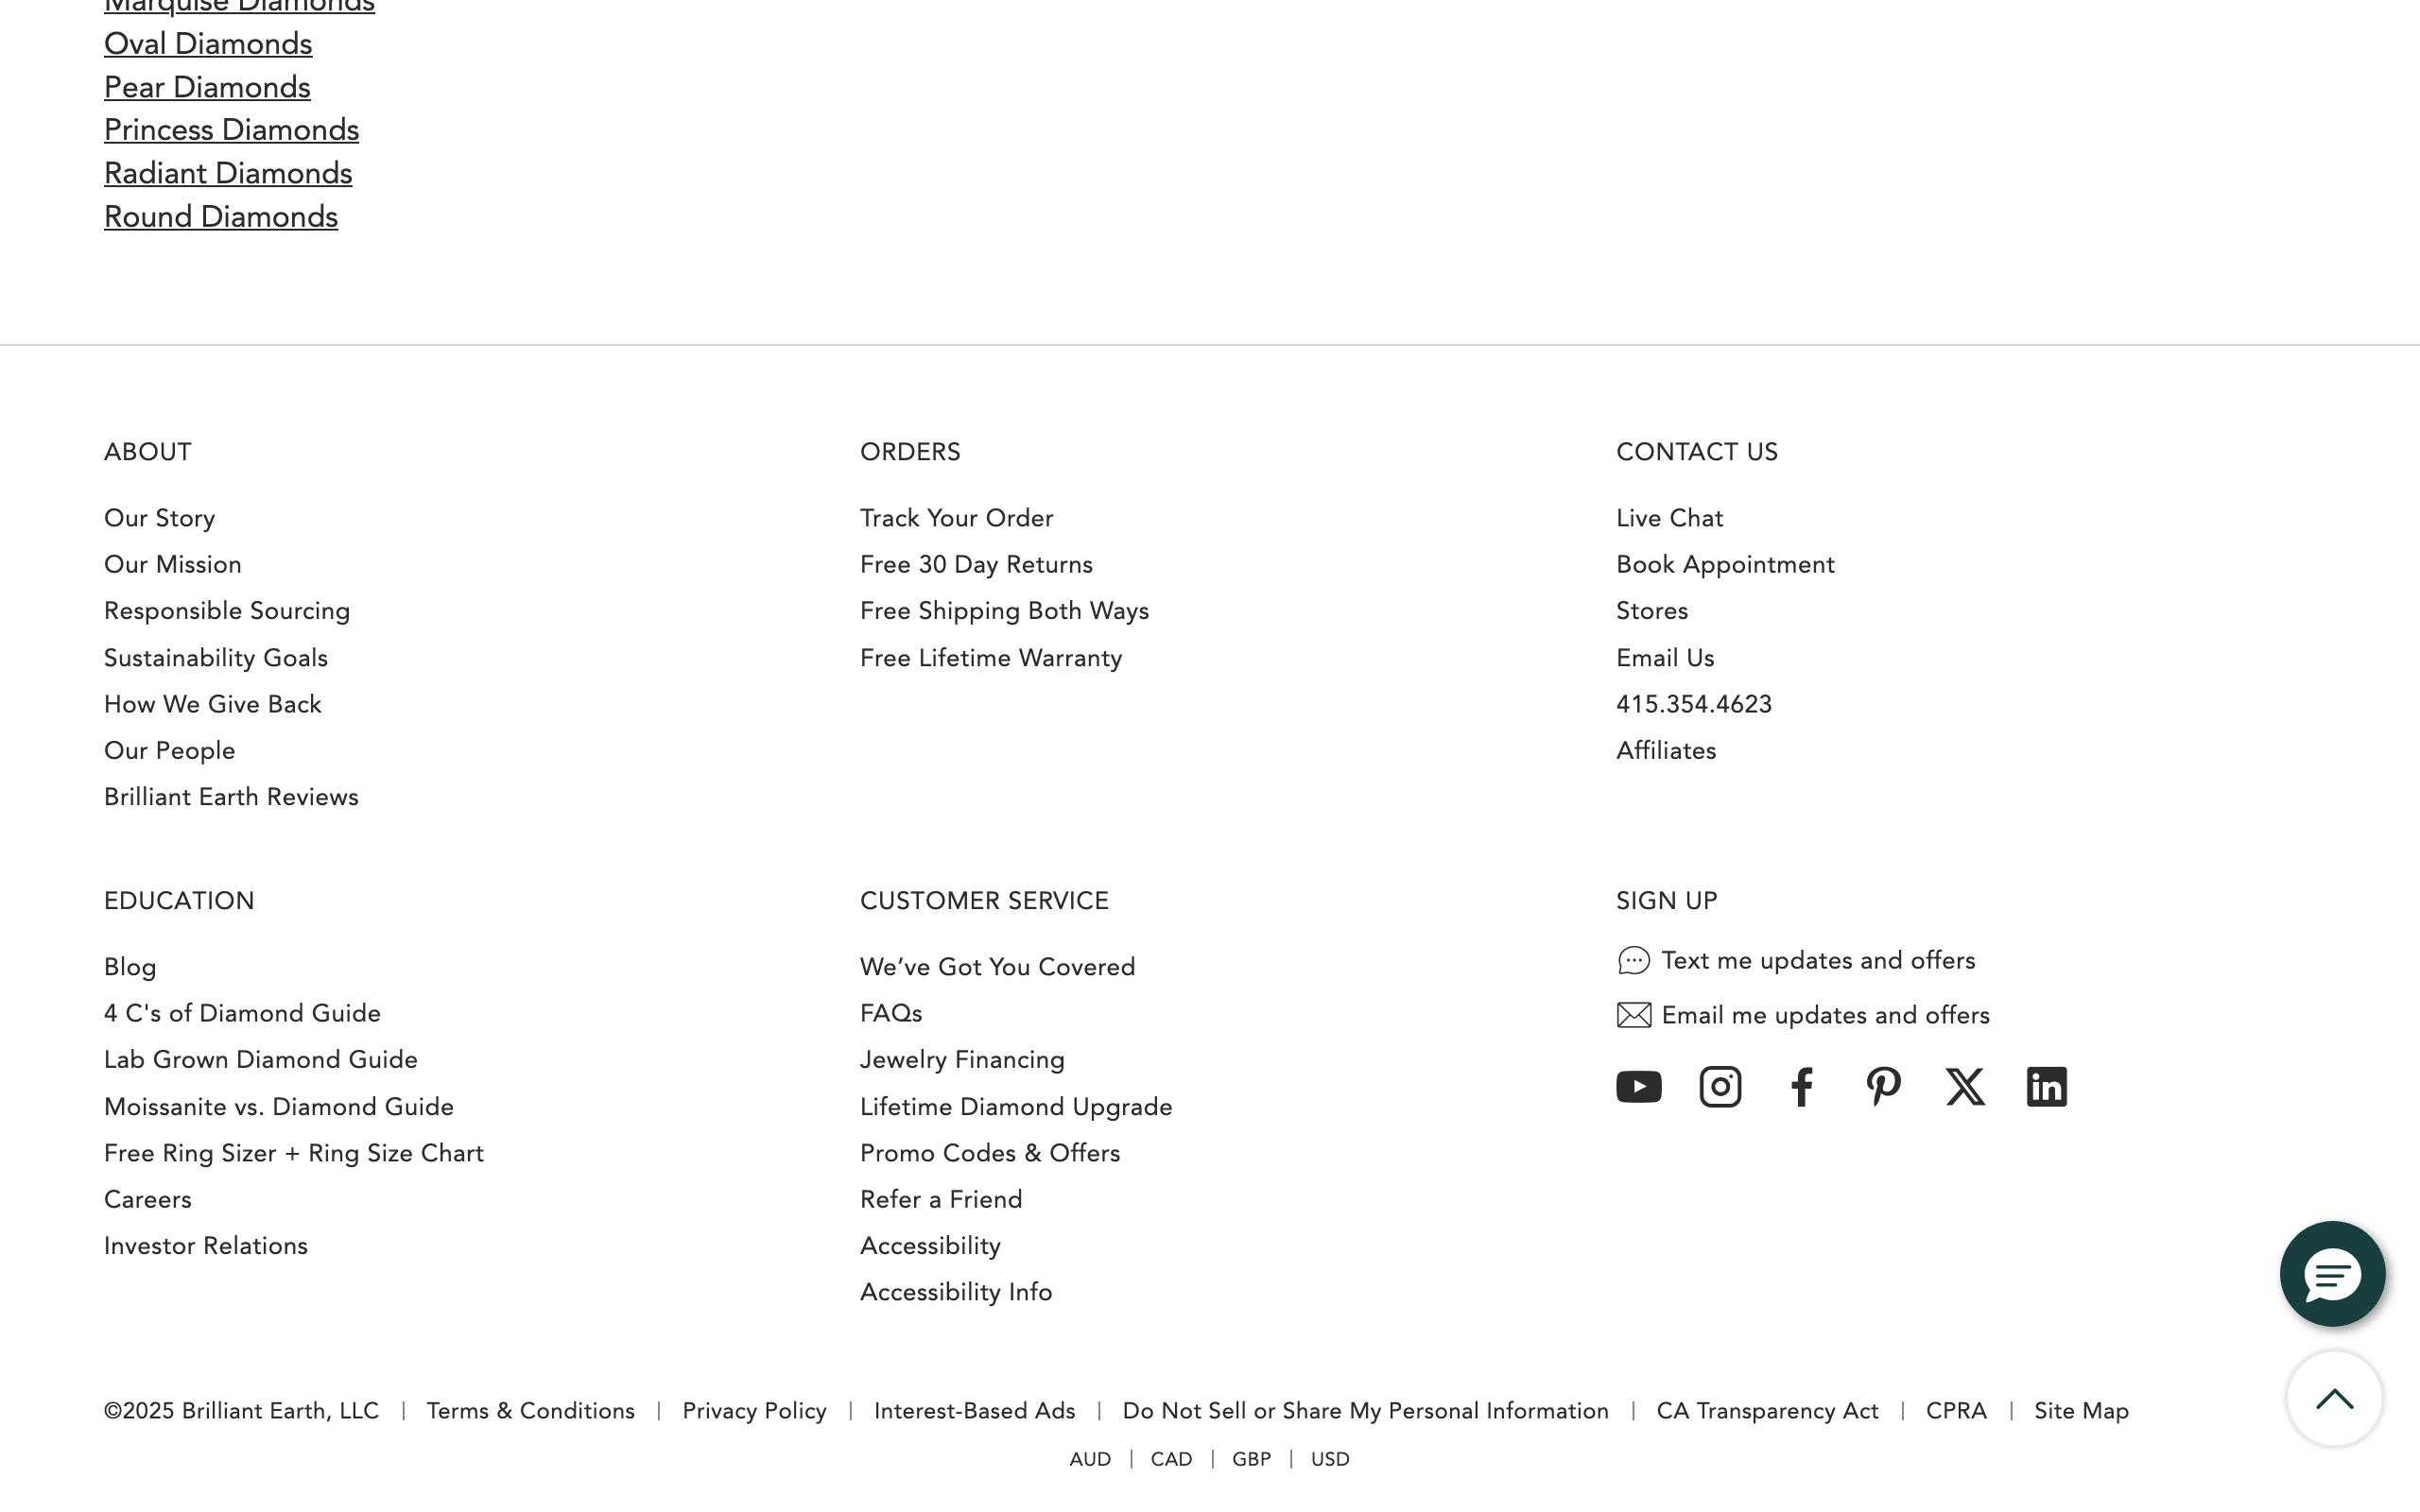 Marquise Diamonds
Oval Diamonds
Pear Diamonds
Princess Diamonds
Radiant Diamonds
Round Diamonds
ABOUT
Our Story
Our Mission
Responsible Sourcing
Sustainability Goals
How We Give Back
Our People
Brilliant Earth Reviews
ORDERS
Track Your Order
Free 30 Day Returns
Free Shipping Both Ways
Free Lifetime Warranty
CONTACT US
Live Chat
Book Appointment
Stores
Email Us
415.354.4623
Affiliates
EDUCATION
Blog
4 C's of Diamond Guide
Lab Grown Diamond Guide
Moissanite vs. Diamond Guide
Free Ring Sizer + Ring Size Chart
Careers
Investor Relations
CUSTOMER SERVICE
We’ve Got You Covered
FAQs
Jewelry Financing
Lifetime Diamond Upgrade
Promo Codes & Offers
Refer a Friend
Accessibility
Accessibility Info
SIGN UP
Text me updates and offers
Email me updates and offers
©2025 Brilliant Earth, LLC | Terms & Conditions | Privacy Policy | Interest-Based Ads | Do Not Sell or Share My Personal Information | CA Transparency Act | CPRA | Site Map
AUD | CAD | GBP | USD